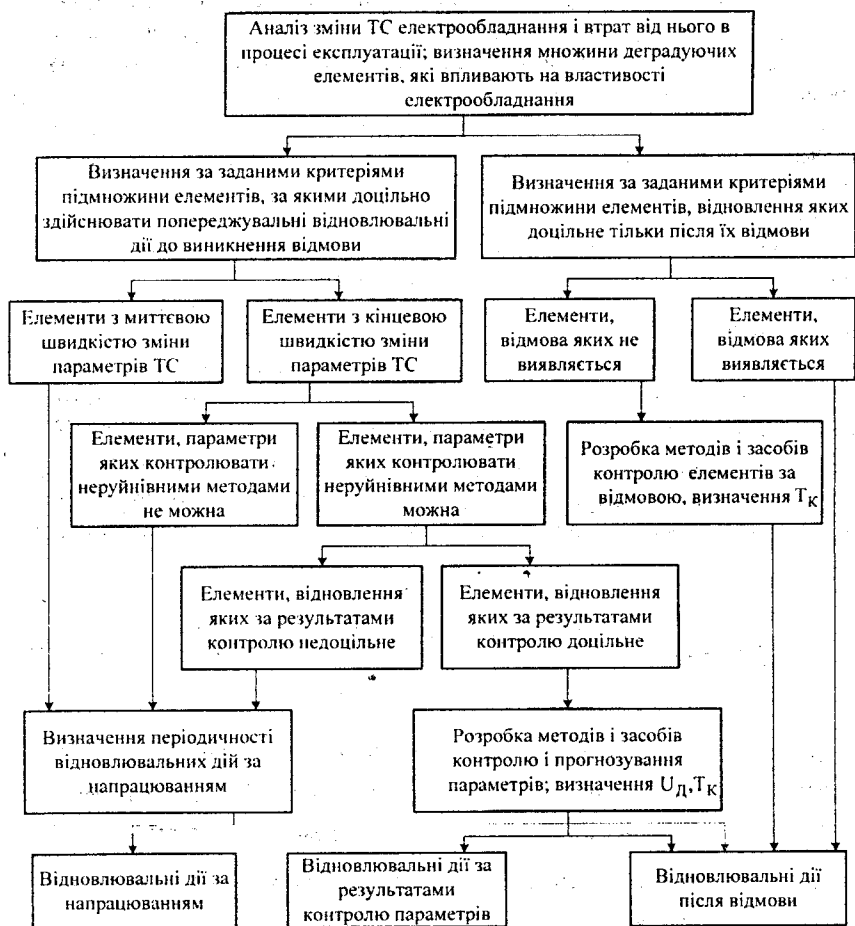 Аналіз зміни ТС електрообладнання і втрат від нього в
процесі експлуатації; визначення множини деградуючих
елементів, які впливають на властивості
електрообладнання
Визначення за заданими критеріями
підмножини елементів, за якими доцільно
здійснювати попереджувальні відновлювальні
дії до виникнення відмови
Визначення за заданими критеріями
підмножини елементів, відновлення яких
доцільне тільки після їх відмови
Елементи з миттєвою
швидкістю зміни
параметрів ТС
Елементи з кінцевою
швидкістю зміни
параметрів ТС
Елементи,
відмова яких не
виявляється
Елементи,
відмова яких
виявляється
Елементи, параметри
яких контролювати
неруйнівними методами
не можна
Елементи, параметри
яких контролювати
неруйнівними методами
можна
Розробка методів і засобів
контролю елементів за
відмовою, визначення TК
Елементи, відновлення
яких за результатами
контролю недоцільне
Елементи, відновлення
яких за результатами
контролю доцільне
Визначення періодичності
відновлювальних дій за
напрацюванням
Розробка методів і засобів
контролю і прогнозування
параметрів; визначення UД,TК
Відновлювальні дії за
напрацюванням
Відновлювальні дії за
результатами
контролю параметрів
Відновлювальні дії
після відмови